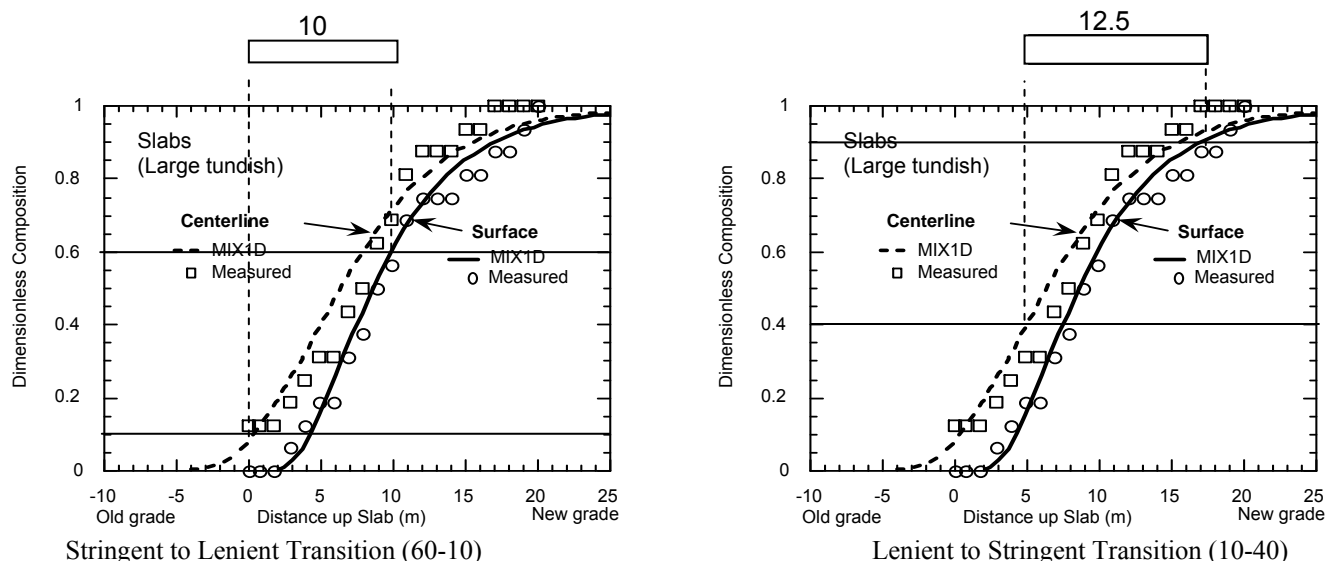 10
1
0.8
0.6
0.4
0.2
0
Dimensionless Composition
Slabs
(Large tundish)
Centerline
MIX1D
Measured
Surface
MIX1D
Measured
-10 -5 0 5 10 15 20 25
Old grade Distance up Slab (m) New grade
Stringent to Lenient Transition (60-10)
12.5
1
0.8
0.6
0.4
0.2
0
Dimensionless Composition
Slabs
(Large tundish)
Centerline
MIX1D
Measured
Surface
MIX1D
Measured
-10 -5 0 5 10 15 20 25
Old grade Distance up Slab (m) New grade
Lenient to Stringent Transition (10-40)